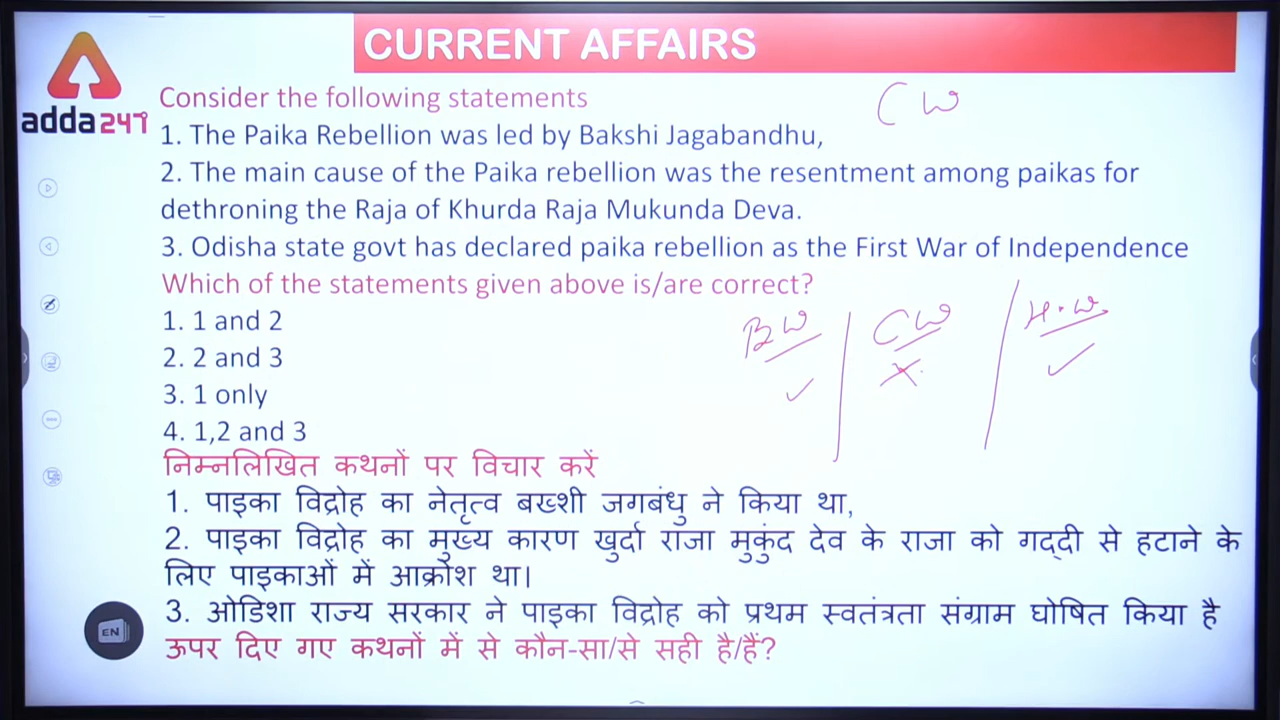 CURRENT AFFAIRS
adda247
Consider the following statements
C W
1. The Paika Rebellion was led by Bakshi Jagabandhu,
2. The main cause of the Paika rebellion was the resentment among paikas for
dethroning the Raja of Khurda Raja Mukunda Deva.
3. Odisha state govt has declared paika rebellion as the First War of Independence
Which of the statements given above is/are correct?
1. 1 and 2
2. 2 and 3
3. 1 only
4. 1,2 and 3
BW
CW
H.W
निम्नलिखित कथनों पर विचार करें
1. पाइका विद्रोह का नेतृत्व बख्शी जगबंधु ने किया था,
2. पाइका विद्रोह का मुख्य कारण खुर्दा राजा मुकुंद देव के राजा को गद्दी से हटाने के
लिए पाइकाओं में आक्रोश था।
3. ओडिशा राज्य सरकार ने पाइका विद्रोह को प्रथम स्वतंत्रता संग्राम घोषित किया है
ऊपर दिए गए कथनों में से कौन-सा/से सही है/हैं?
EN